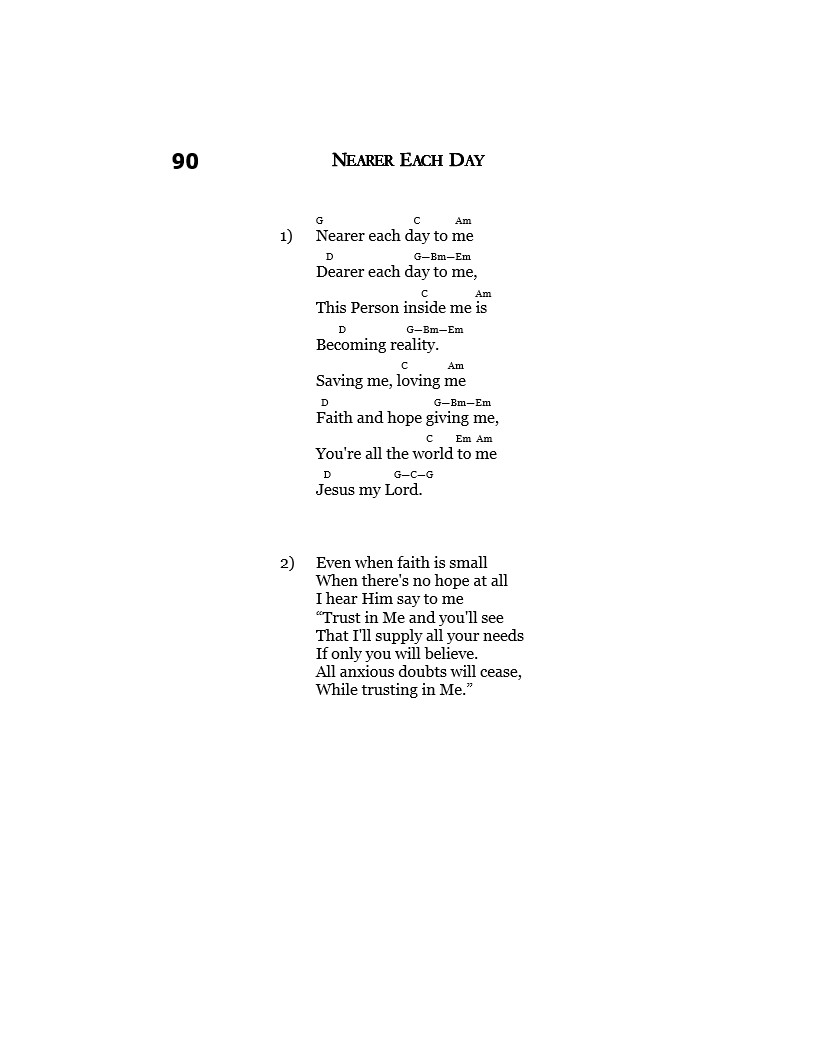 90 NEARER EACH DAY
G C Am
1) Nearer each day to me
D G—Bm—Em
Dearer each day to me,
C Am
This Person inside me is
D G—Bm—Em
Becoming reality.
C Am
Saving me, loving me
D G—Bm—Em
Faith and hope giving me,
C Em Am
You're all the world to me
D G—C—G
Jesus my Lord.
2) Even when faith is small
When there's no hope at all
I hear Him say to me
“Trust in Me and you'll see
That I'll supply all your needs
If only you will believe.
All anxious doubts will cease,
While trusting in Me.”